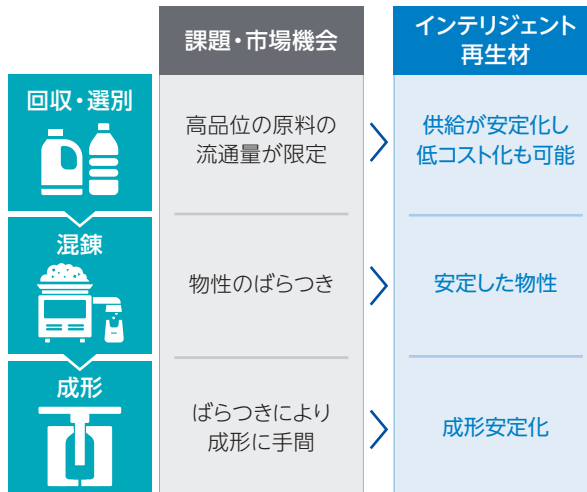 課題・市場機会
インテリジェント
再生材
回収・選別
高品位の原料の
流通量が限定
供給が安定化し
低コスト化も可能
混錬
物性のばらつき
安定した物性
成形
ばらつきにより
成形に手間
成形安定化